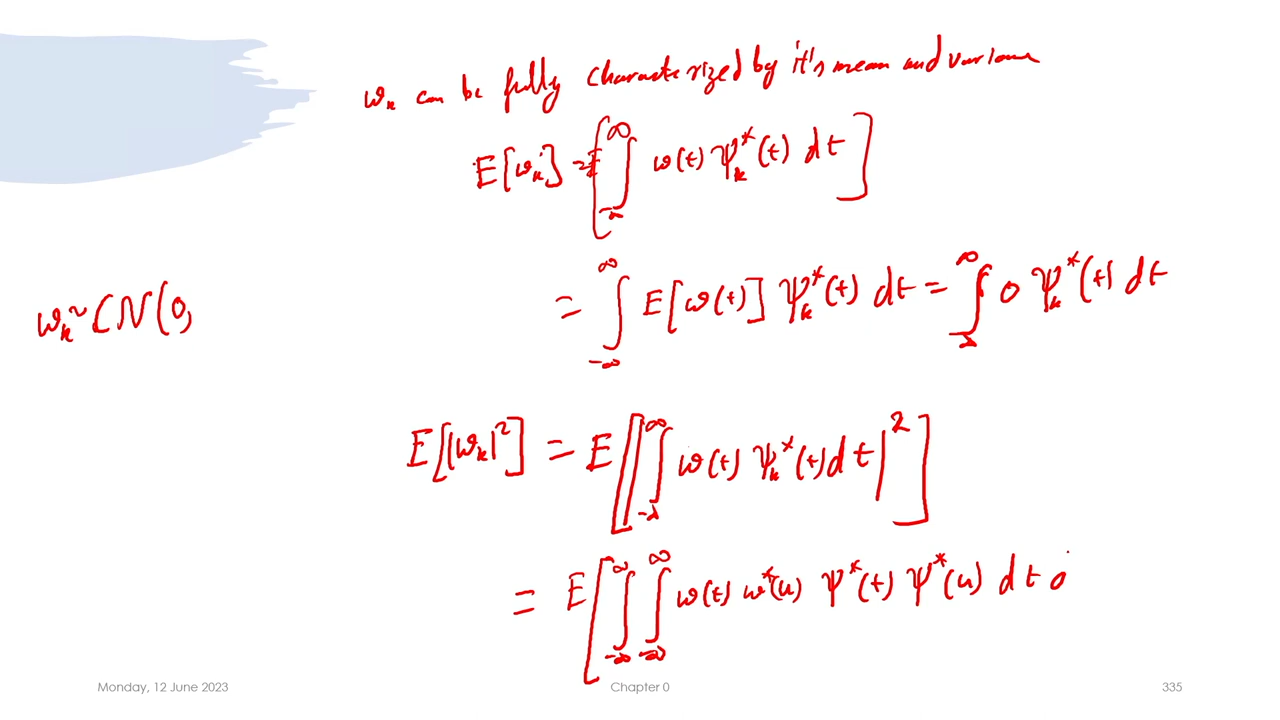 w_k can be fully characterized by it's mean and variance
E[w_k] = E[∫_{-∞}^{∞} w(t) ψ_k^*(t) dt]
= ∫_{-∞}^{∞} E[w(t)] ψ_k^*(t) dt = ∫_{-∞}^{∞} 0 ψ_k^*(t) dt
w_k ~ CN(0,
E[|w_k|^2] = E[|∫_{-∞}^{∞} w(t) ψ_k^*(t) dt|^2]
= E[∫_{-∞}^{∞} ∫_{-∞}^{∞} w(t) w^*(u) ψ^*(t) ψ^*(u) dt
Monday, 12 June 2023 Chapter 0 335